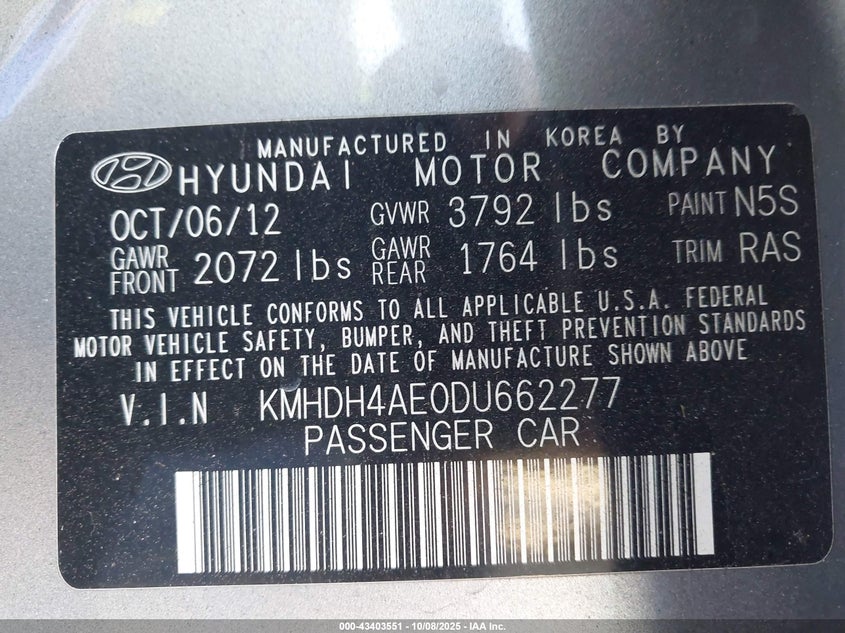 MANUFACTURED IN KOREA BY
HYUNDAI MOTOR COMPANY
OCT/06/12 GVWR 3792 lbs PAINT N5S
GAWR FRONT 2072 lbs GAWR REAR 1764 lbs TRIM RAS
THIS VEHICLE CONFORMS TO ALL APPLICABLE U.S.A. FEDERAL
MOTOR VEHICLE SAFETY, BUMPER, AND THEFT PREVENTION STANDARDS
IN EFFECT ON THE DATE OF MANUFACTURE SHOWN ABOVE
V.I.N KMHDH4AE0DU662277
PASSENGER CAR
000-43403551 - 10/08/2025 - IAA Inc.